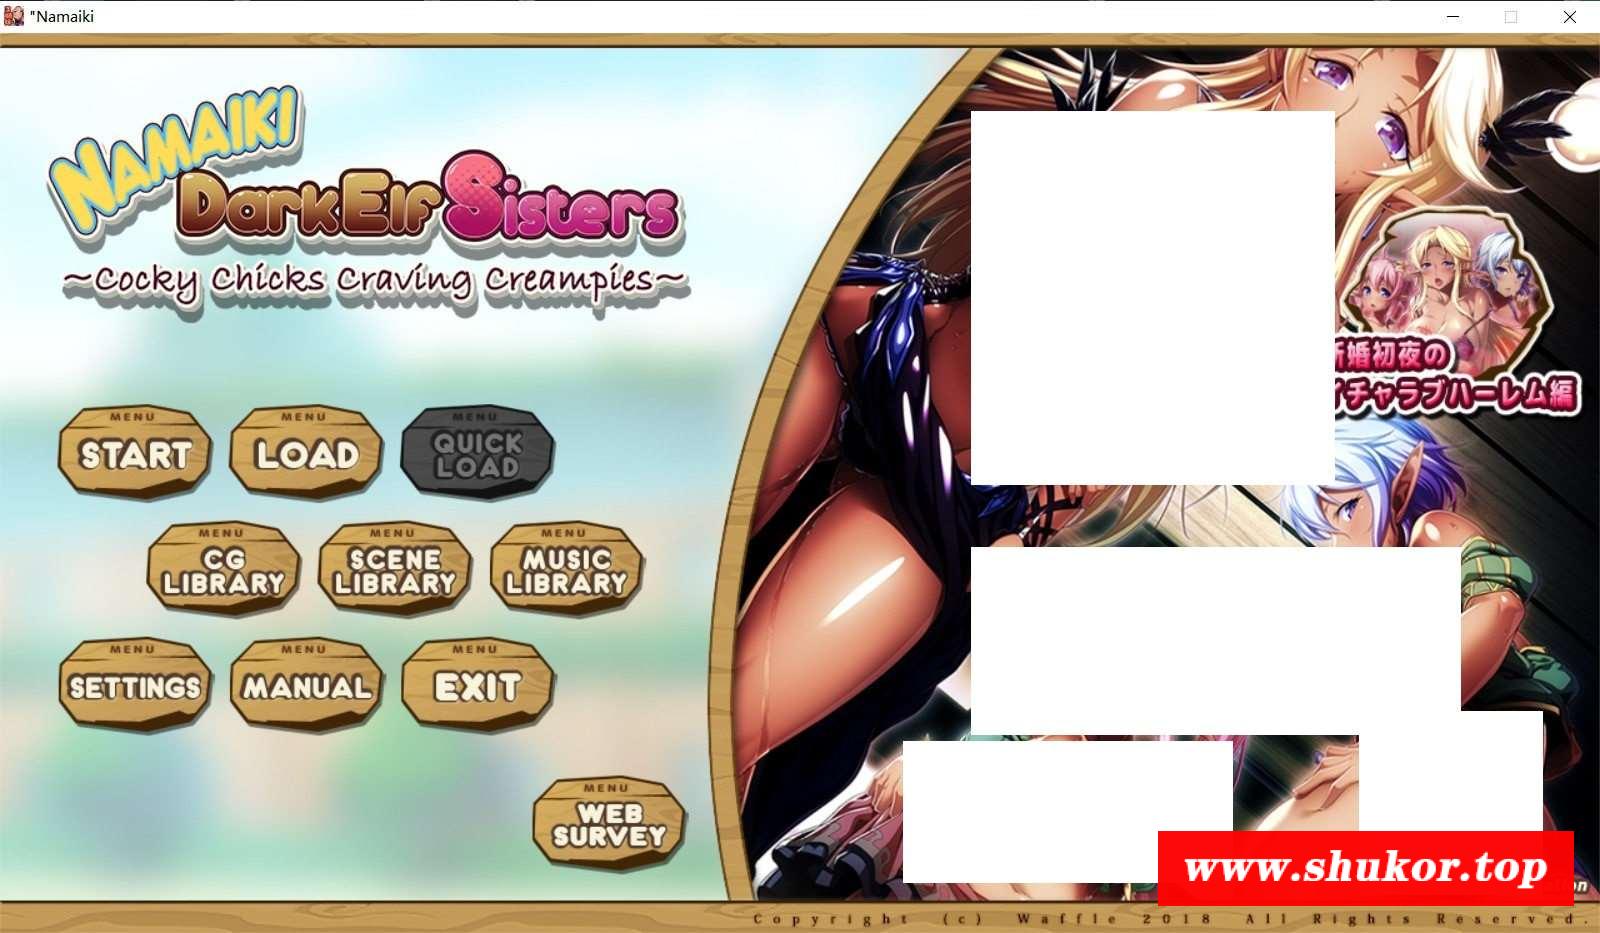 "Namaiki
NAMAIKI
DarkElf Sisters
~Cocky Chicks Craving Creampies~
MENU
START
MENU
LOAD
MENU
QUICK
LOAD
MENU
CG
LIBRARY
MENU
SCENE
LIBRARY
MENU
MUSIC
LIBRARY
MENU
SETTINGS
MENU
MANUAL
MENU
EXIT
MENU
WEB
SURVEY
婚初夜の
イチャラブハーレム編
www.shukor.top
Copyright (c) Waffle 2018 All Rights Reserved.